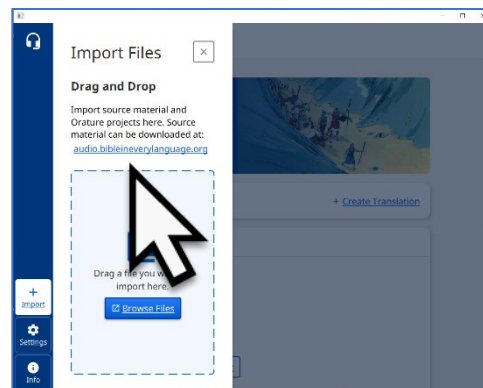 Import Files
Drag and Drop
Import source material and
Orature projects here. Source
material can be downloaded at:
audio.bibleineverylanguage.org
Drag a file you
import here.
Browse Files
+ Create Translation
Import
Settings
Info